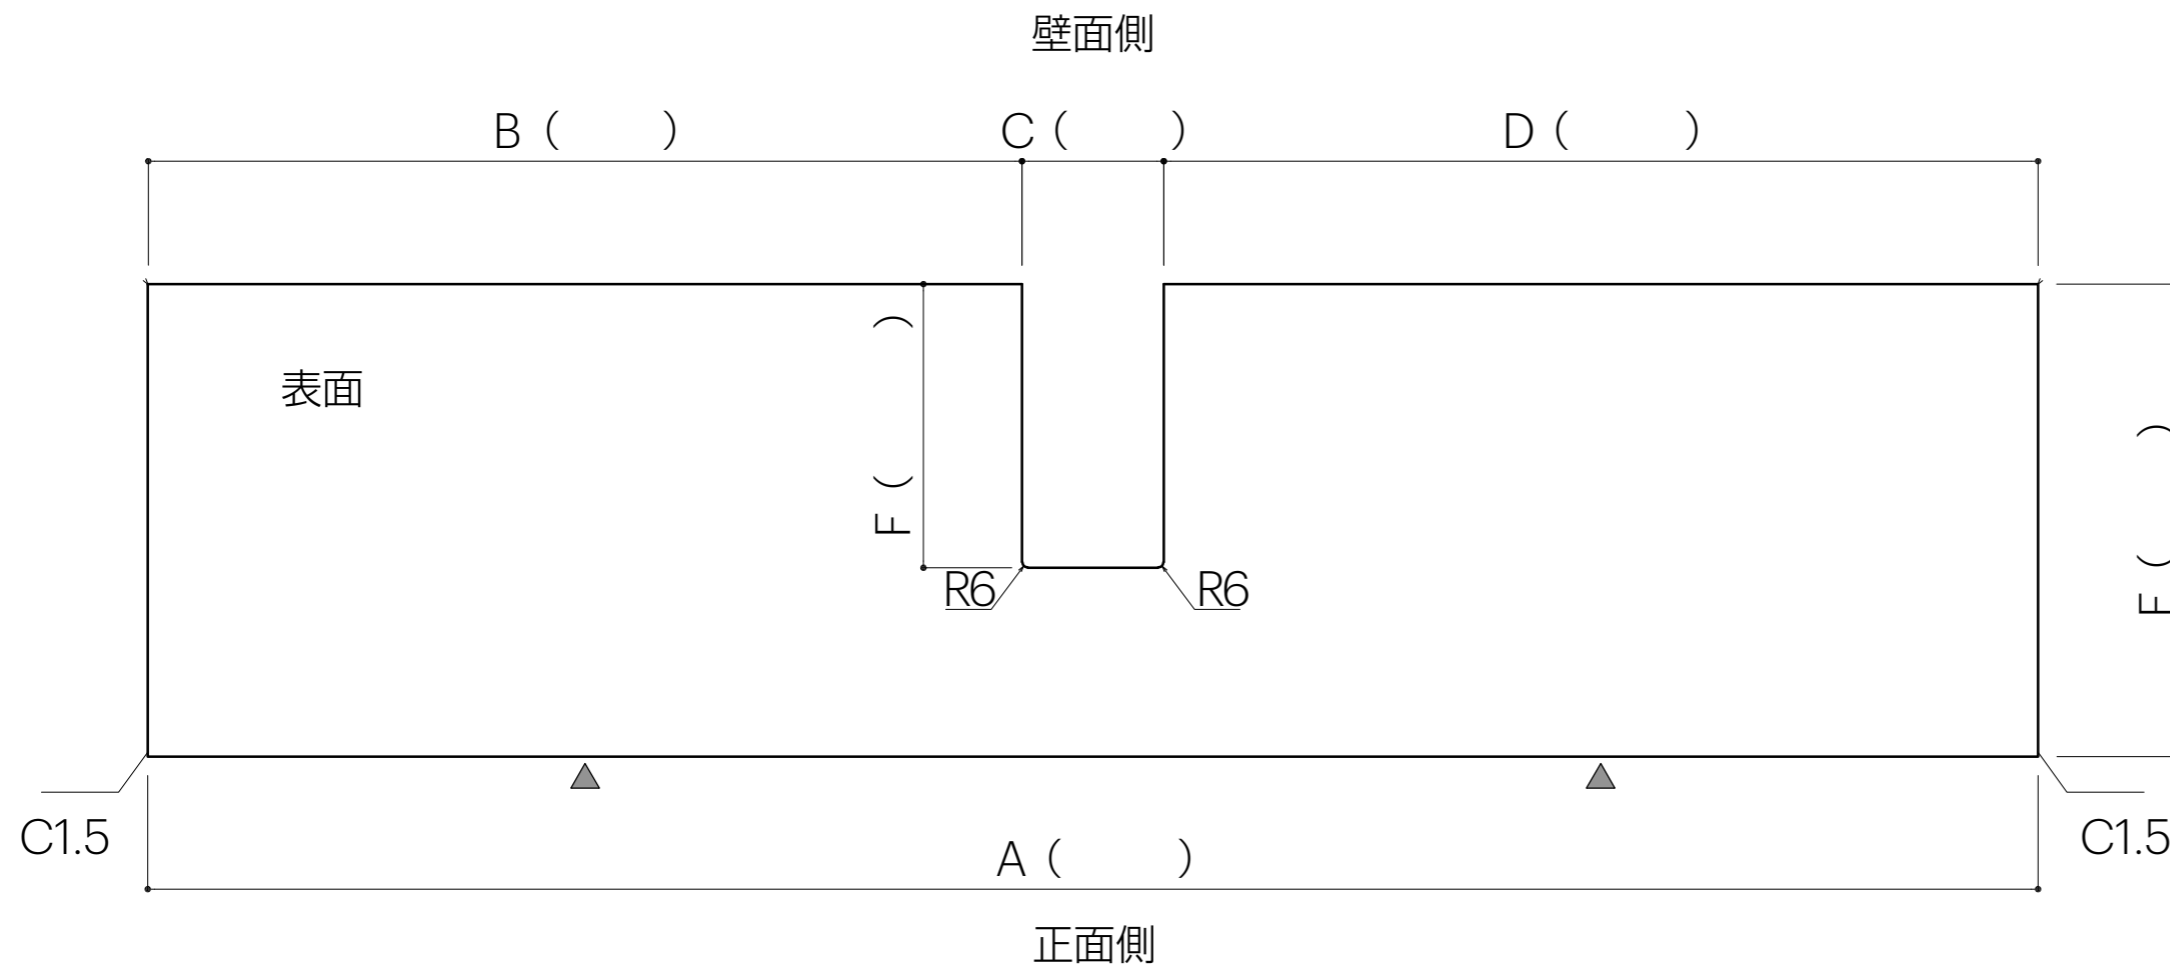 壁面側
B（　　）
C（　　）
D（　　）
表面
F（　　）
E（　　）
R6
R6
C1.5
C1.5
A（　　）
正面側